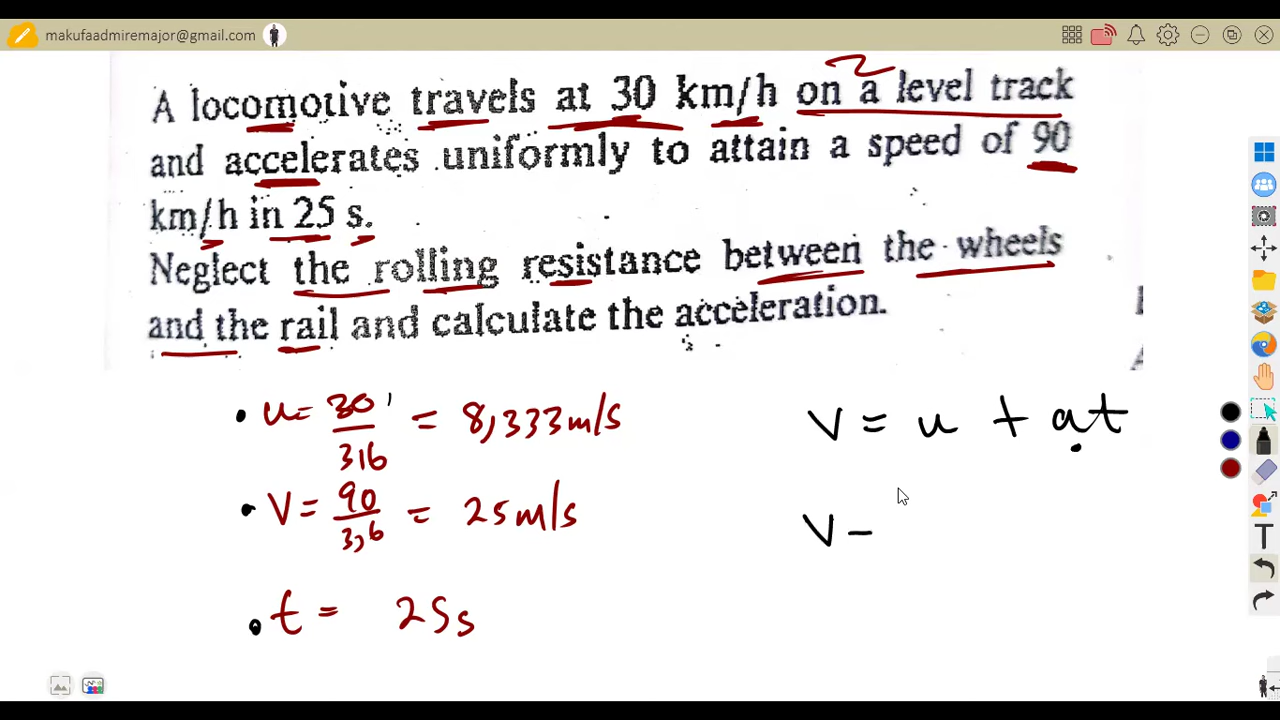 makufaadmiremajor@gmail.com
A locomotive travels at 30 km/h on a level track
and accelerates uniformly to attain a speed of 90
km/h in 25 s.
Neglect the rolling resistance between the wheels
and the rail and calculate the acceleration.
u = 30 / 3,6 = 8,333 m/s
V = u + at
V = 90 / 3,6 = 25 m/s
V -
t = 25 s
T